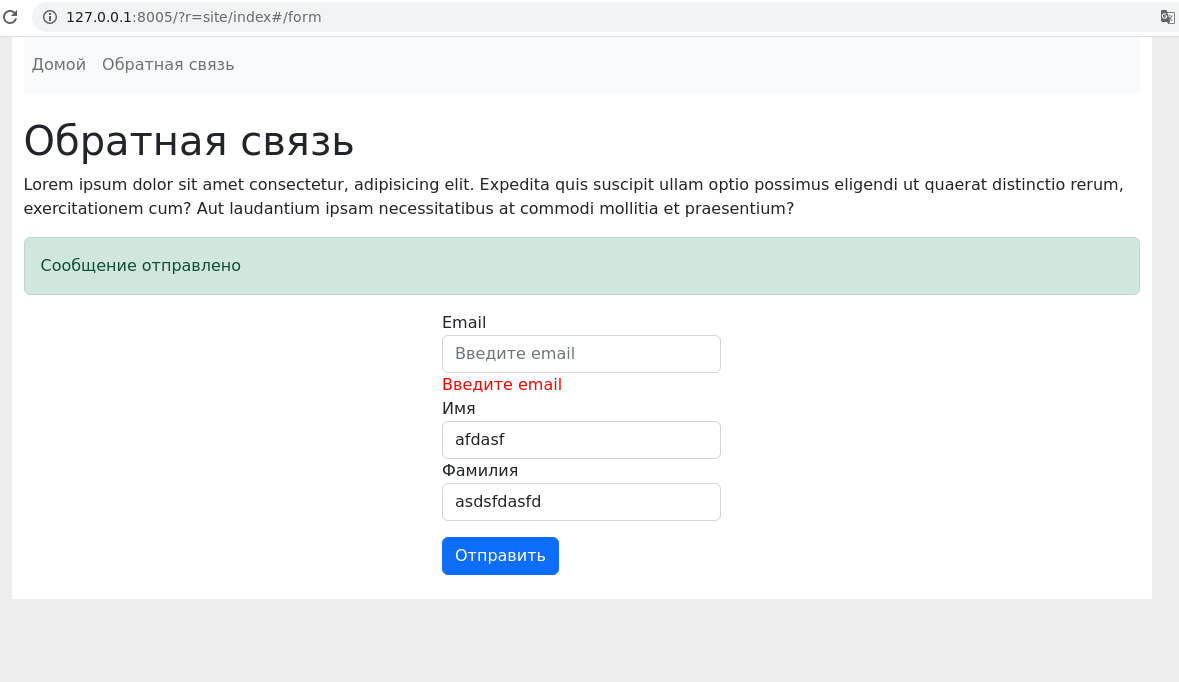 127.0.0.1:8005/?r=site/index#/form
Домой Обратная связь
Обратная связь
Lorem ipsum dolor sit amet consectetur, adipisicing elit. Expedita quis suscipit ullam optio possimus eligendi ut quaerat distinctio rerum,
exercitationem cum? Aut laudantium ipsam necessitatibus at commodi mollitia et praesentium?
Сообщение отправлено
Email
Введите email
Введите email
Имя
afdasf
Фамилия
asdsfdasfd
Отправить